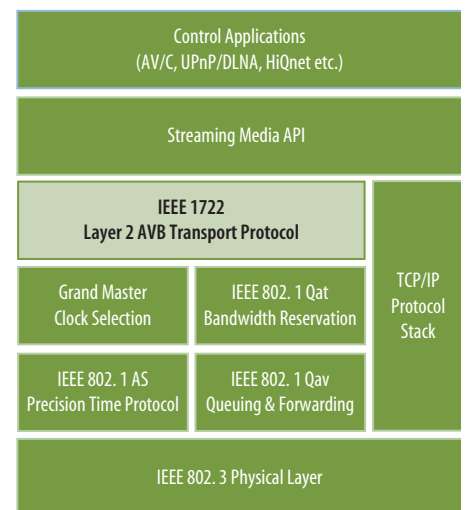 Control Applications
(AV/C, UPnP/DLNA, HiQnet etc.)
Streaming Media API
IEEE 1722
Layer 2 AVB Transport Protocol
TCP/IP
Protocol
Stack
Grand Master
Clock Selection
IEEE 802. 1 Qat
Bandwidth Reservation
IEEE 802. 1 AS
Precision Time Protocol
IEEE 802. 1 Qav
Queuing & Forwarding
IEEE 802. 3 Physical Layer